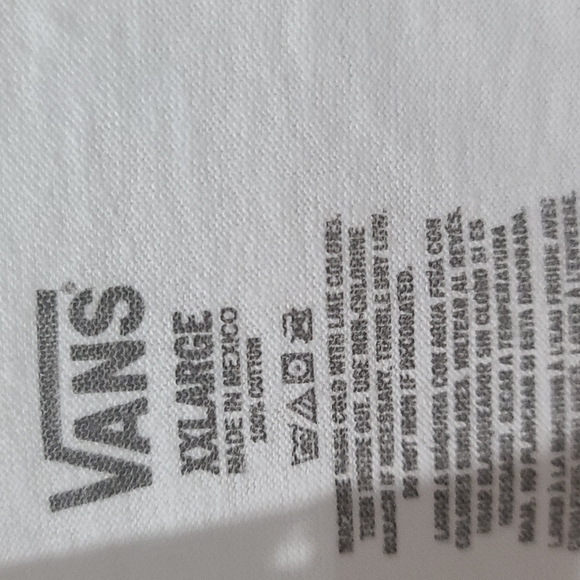 VANS
XXLARGE
MADE IN MEXICO
100% COTTON
MACHINE WASH COLD WITH LIKE COLORS.
TURN INSIDE OUT. USE NON-CHLORINE
BLEACH IF NECESSARY. TUMBLE DRY LOW.
DO NOT IRON IF DECORATED.
LAVAR A MAQUINA CON AGUA FRÍA CON
COLORES SIMILARES. VOLTEAR AL REVÉS.
USAR BLANQUEADOR SIN CLORO SI ES
NECESARIO. SECAR A TEMPERATURA
BAJA. NO PLANCHAR SI ESTA DECORADA.
LAVER À LA MACHINE À L'EAU FROIDE AVEC
LAVER À L'ENVERSE.